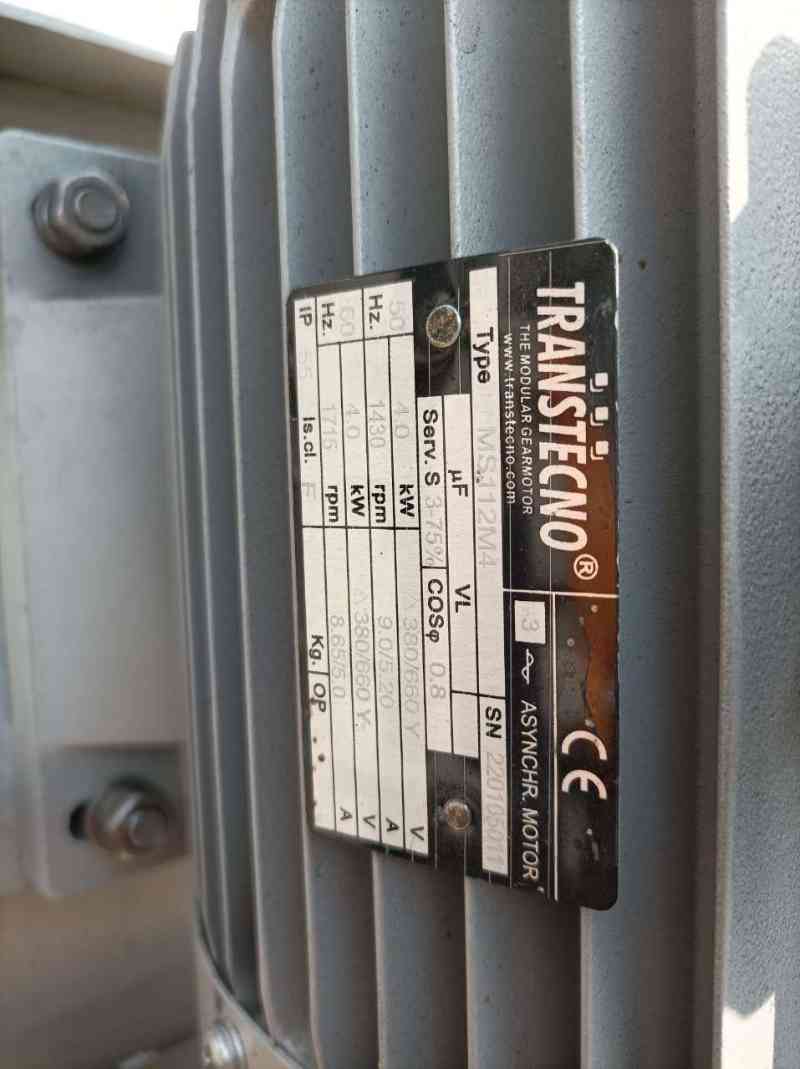 TRANSTECNO®
THE MODULAR GEARMOTOR
www.transtecno.com
CE
3 ~ ASYNCHR. MOTOR
Type MS112M4 SN 220105011
µF VL
Serv. S 3-75% COSφ 0.8
50 4.0 kW Δ 380/660 Y V
Hz. 1430 rpm 9.0/5.20 A
60 4.0 kW Δ 380/660 Y V
Hz. 1715 rpm 8.65/5.0 A
IP 55 Is.cl. F Kg. OP